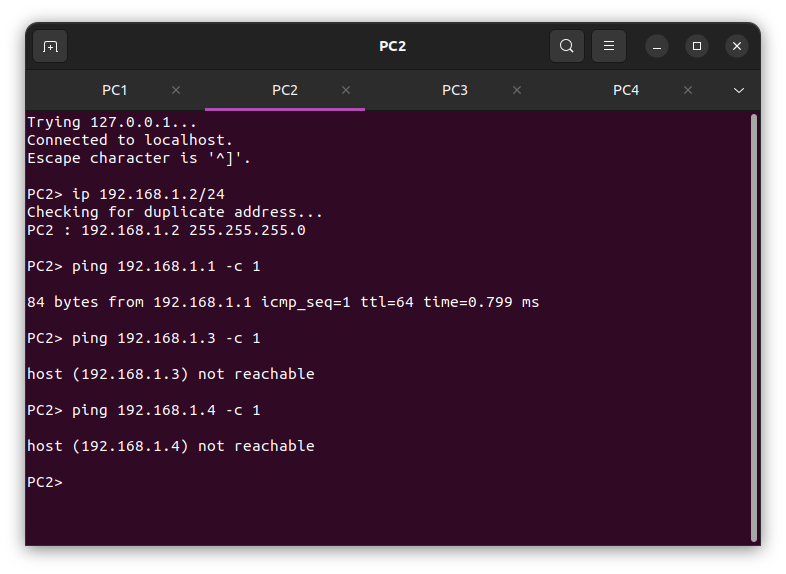 PC2
PC1
PC2
PC3
PC4
Trying 127.0.0.1...
Connected to localhost.
Escape character is '^]'.
PC2> ip 192.168.1.2/24
Checking for duplicate address...
PC2 : 192.168.1.2 255.255.255.0
PC2> ping 192.168.1.1 -c 1
84 bytes from 192.168.1.1 icmp_seq=1 ttl=64 time=0.799 ms
PC2> ping 192.168.1.3 -c 1
host (192.168.1.3) not reachable
PC2> ping 192.168.1.4 -c 1
host (192.168.1.4) not reachable
PC2>